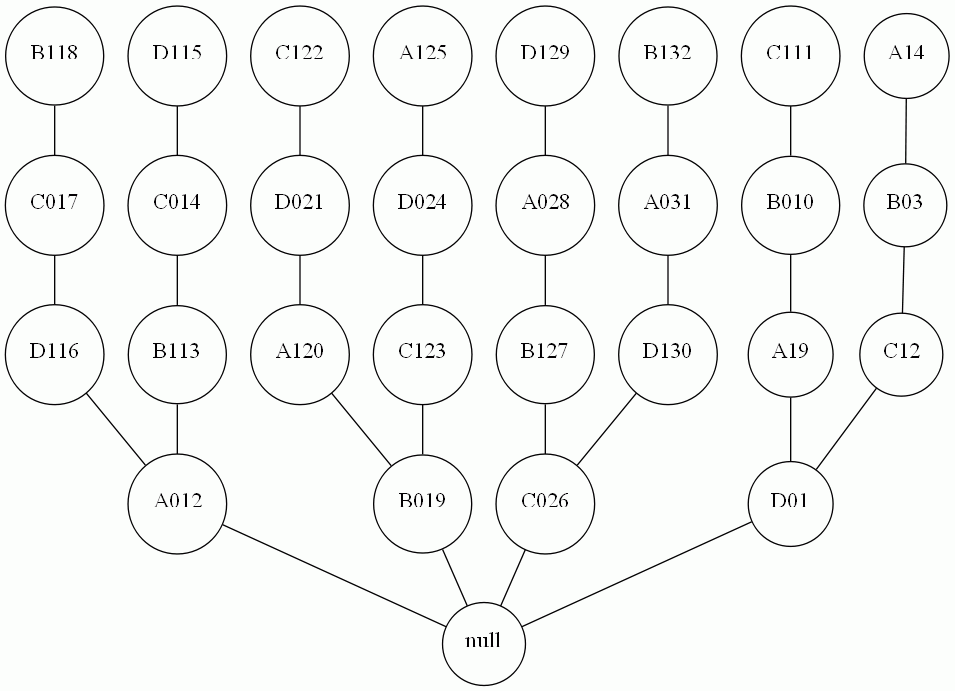 B118 D115 C122 A125 D129 B132 C111 A14
C017 C014 D021 D024 A028 A031 B010 B03
D116 B113 A120 C123 B127 D130 A19 C12
A012 B019 C026 D01
null